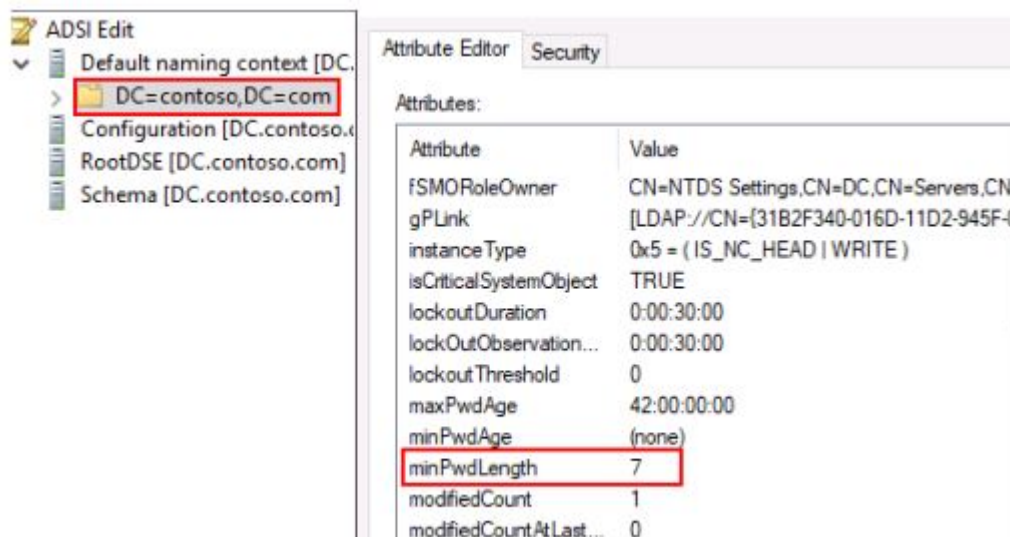 ADSI Edit
Default naming context [DC.
DC=contoso,DC=com
Configuration [DC.contoso.c
RootDSE [DC.contoso.com]
Schema [DC.contoso.com]
Attribute Editor Security
Attributes:
Attribute Value
fSMORoleOwner CN=NTDS Settings,CN=DC,CN=Servers,CN
gPLink [LDAP://CN={31B2F340-016D-11D2-945F-
instanceType 0x5 = ( IS_NC_HEAD | WRITE )
isCriticalSystemObject TRUE
lockoutDuration 0:00:30:00
lockOutObservation... 0:00:30:00
lockoutThreshold 0
maxPwdAge 42:00:00:00
minPwdAge (none)
minPwdLength 7
modifiedCount 1
modifiedCountAtLast... 0